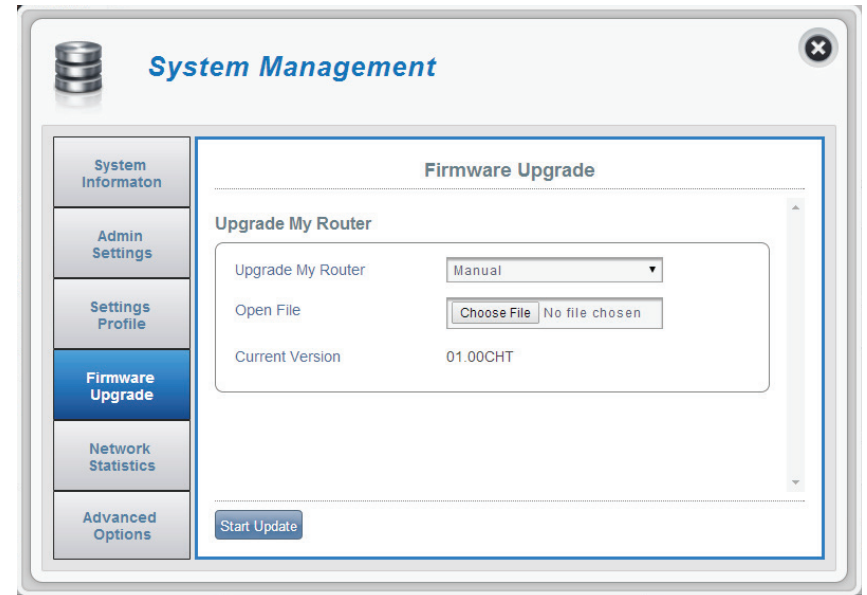 System Management
System
Informaton
Admin
Settings
Settings
Profile
Firmware
Upgrade
Network
Statistics
Advanced
Options
Firmware Upgrade
Upgrade My Router
Upgrade My Router Manual
Open File Choose File No file chosen
Current Version 01.00CHT
Start Update